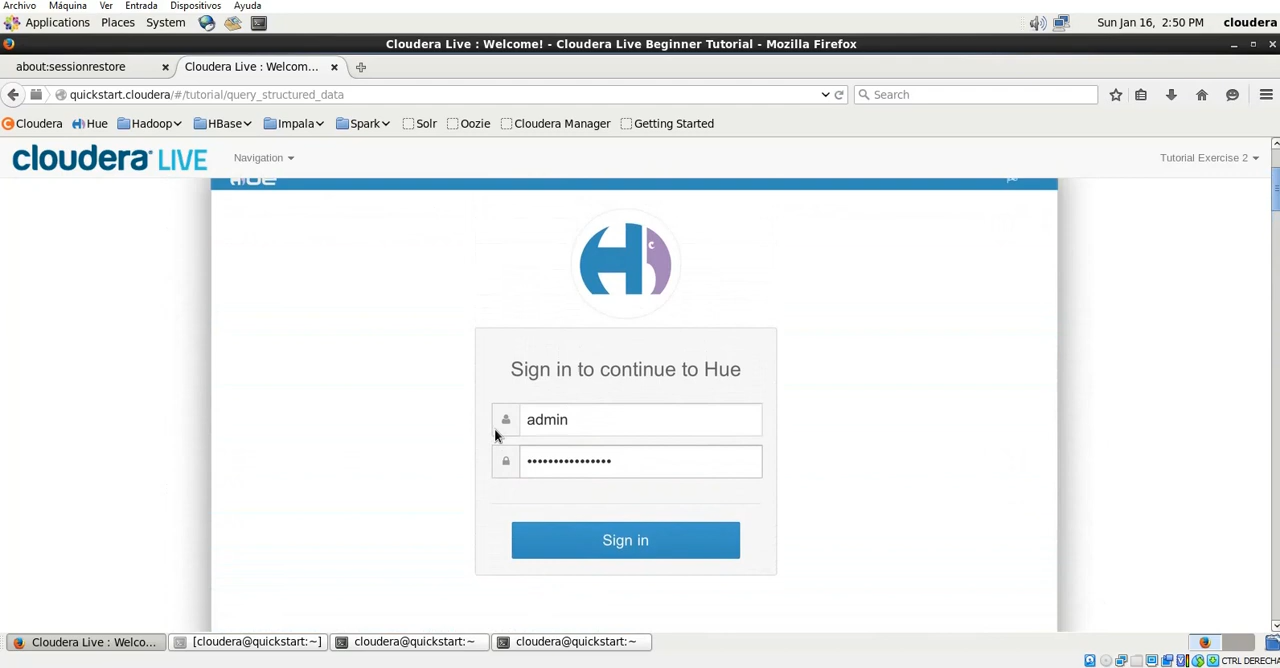 Archivo Máquina Ver Entrada Dispositivos Ayuda
Applications Places System Sun Jan 16, 2:50 PM cloudera
Cloudera Live : Welcome! - Cloudera Live Beginner Tutorial - Mozilla Firefox
about:sessionrestore Cloudera Live : Welcom...
quickstart.cloudera/#/tutorial/query_structured_data Search
Cloudera Hue Hadoop HBase Impala Spark Solr Oozie Cloudera Manager Getting Started
cloudera LIVE Navigation Tutorial Exercise 2
HUE
Sign in to continue to Hue
admin
••••••••••••••••
Sign in
Cloudera Live : Welco... [cloudera@quickstart:~] cloudera@quickstart:~ cloudera@quickstart:~
CTRL DERECHA